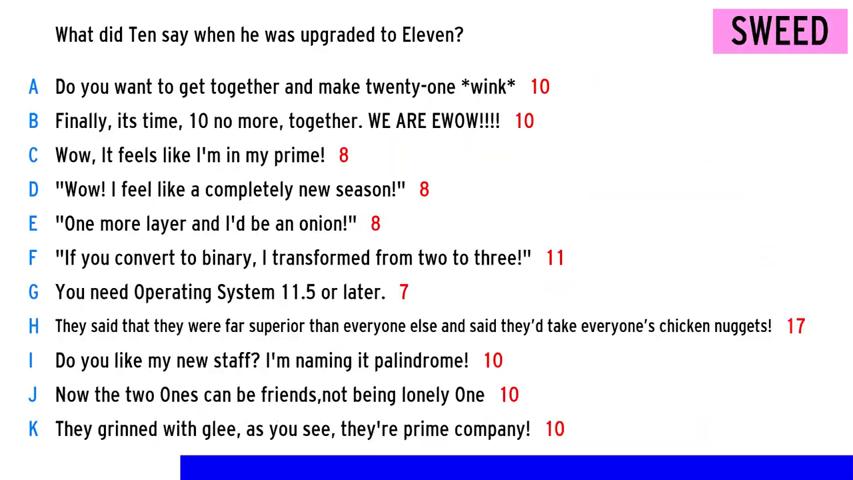 What did Ten say when he was upgraded to Eleven?
SWEED
A Do you want to get together and make twenty-one *wink* 10
B Finally, its time, 10 no more, together. WE ARE EWOW!!!! 10
C Wow, It feels like I'm in my prime! 8
D "Wow! I feel like a completely new season!" 8
E "One more layer and I'd be an onion!" 8
F "If you convert to binary, I transformed from two to three!" 11
G You need Operating System 11.5 or later. 7
H They said that they were far superior than everyone else and said they'd take everyone's chicken nuggets! 17
I Do you like my new staff? I'm naming it palindrome! 10
J Now the two Ones can be friends,not being lonely One 10
K They grinned with glee, as you see, they're prime company! 10